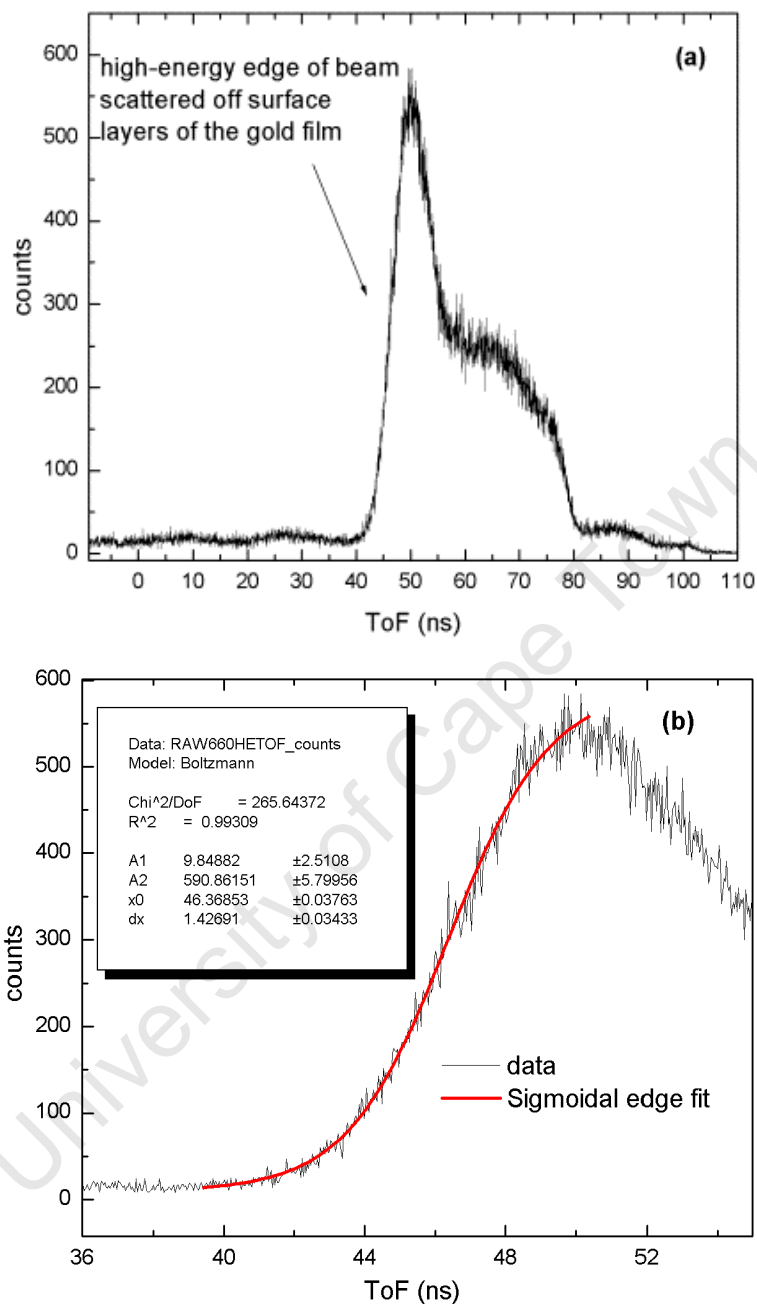 (a)
high-energy edge of beam
scattered off surface
layers of the gold film
600
500
400
300
200
100
0
counts
0 10 20 30 40 50 60 70 80 90 100 110
ToF (ns)
(b)
Data: RAW660HETOF_counts
Model: Boltzmann
Chi^2/DoF = 265.64372
R^2 = 0.99309
A1 9.84882 ±2.5108
A2 590.86151 ±5.79956
x0 46.36853 ±0.03763
dx 1.42691 ±0.03433
600
500
400
300
200
100
0
counts
data
Sigmoidal edge fit
36 40 44 48 52
ToF (ns)
University of Cape Town